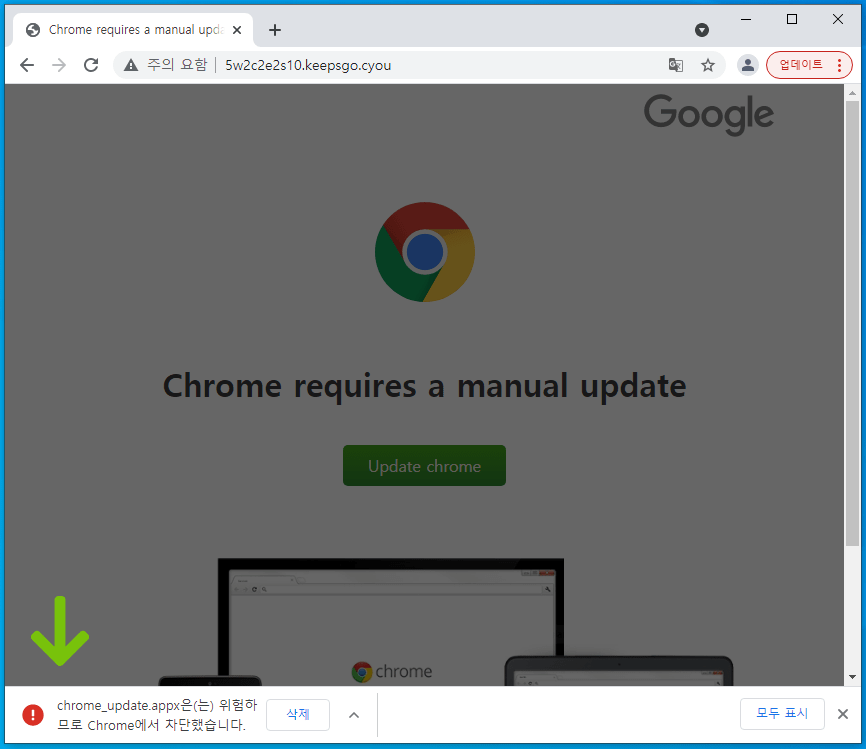 Chrome requires a manual upda
주의 요함
5w2c2e2s10.keepsgo.cyou
업데이트
Google
Chrome requires a manual update
Update chrome
chrome
chrome_update.appx은(는) 위험하
므로 Chrome에서 차단했습니다.
삭제
모두 표시